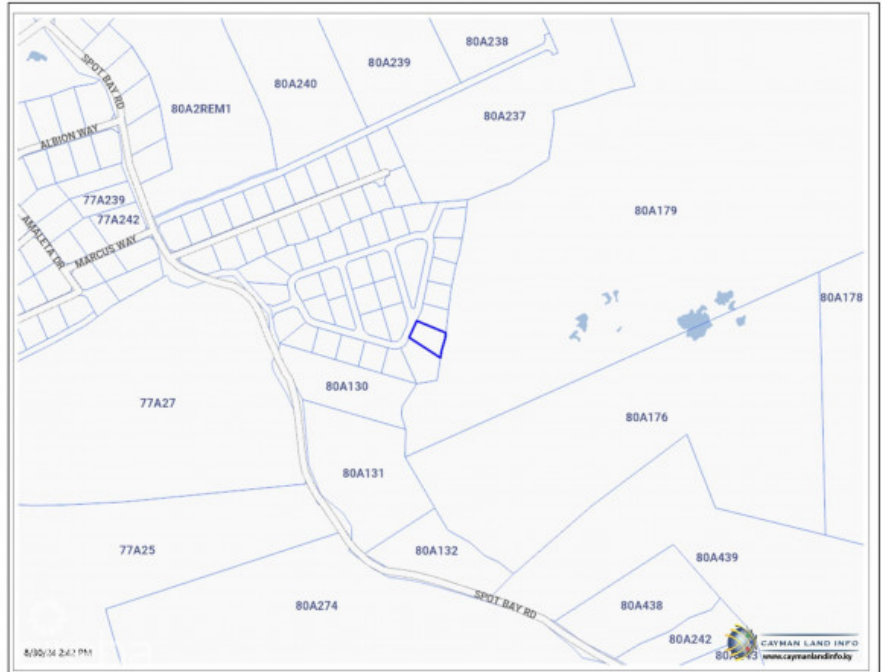 80A238
SPOT BAY RD
80A239
80A240
80A2REM1
80A237
ALBION WAY
77A239
80A179
77A242
AMALETA DR
MARCUS WAY
80A178
80A130
77A27
80A176
80A131
77A25
80A132
80A439
80A274
SPOT BAY RD
80A438
80A242
CAYMAN LAND INFO
www.caymanlandinfo.ky